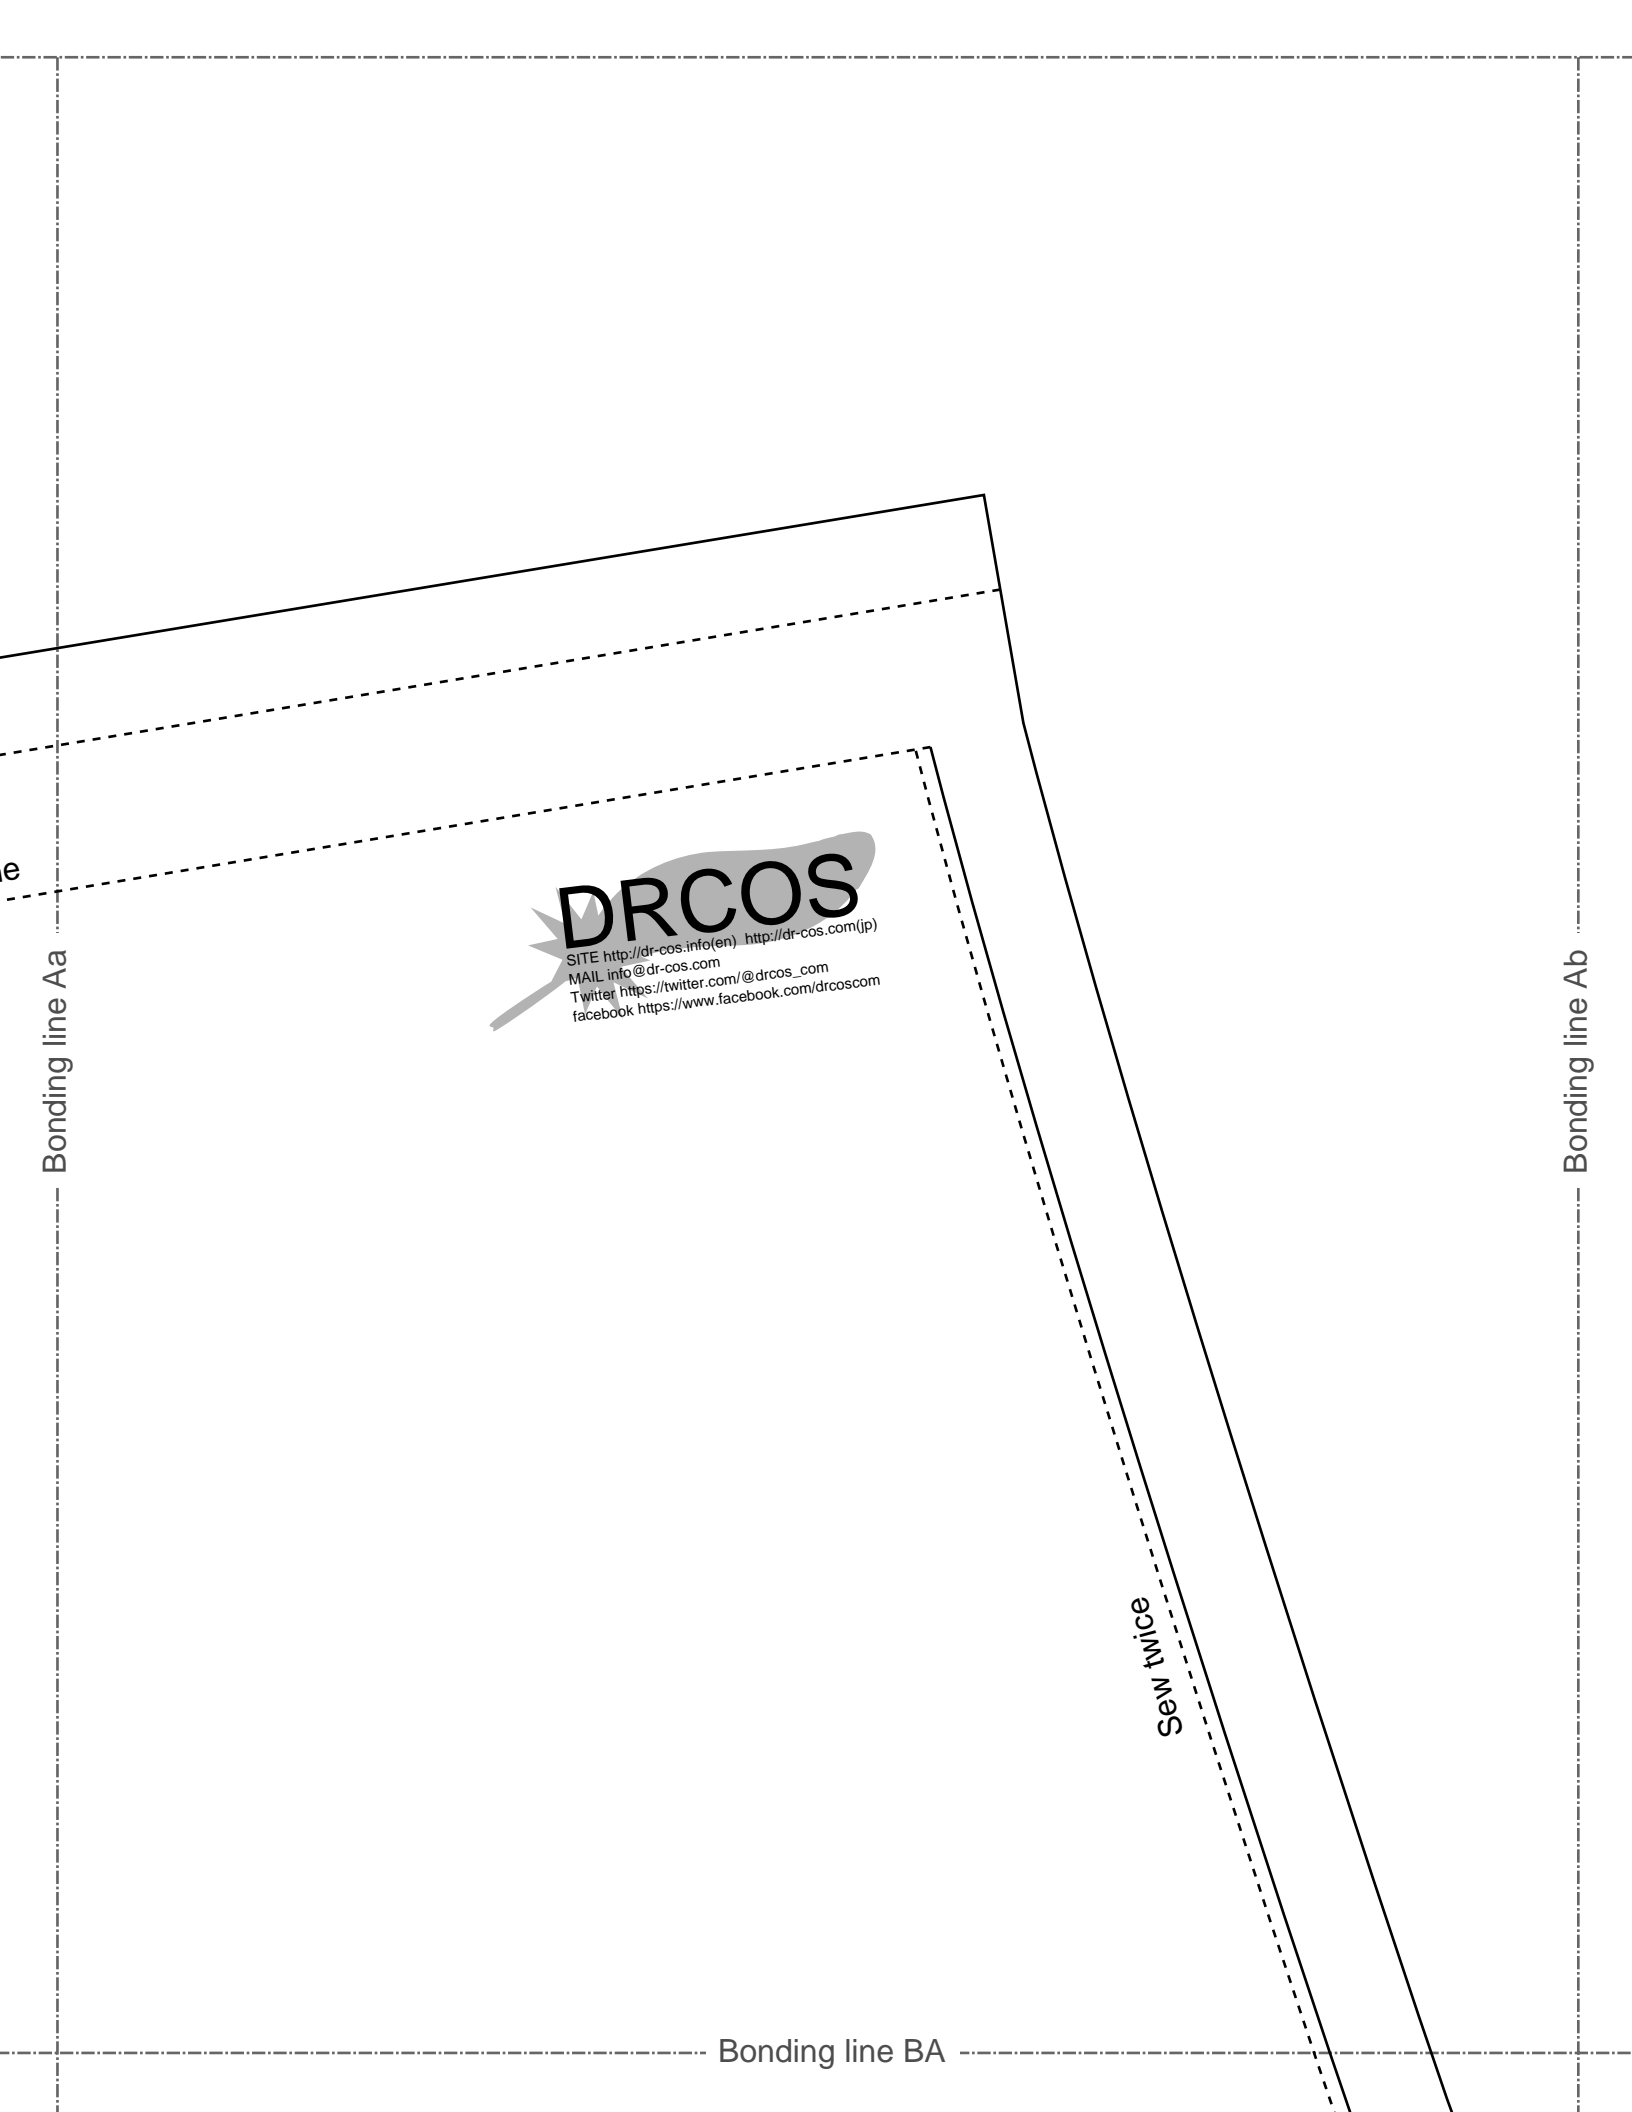 DRCOS
SITE http://dr-cos.info(en) http://dr-cos.com(jp)
MAIL info@dr-cos.com
Twitter https://twitter.com/@drcos_com
facebook https://www.facebook.com/drcoscom
Bonding line Aa
Bonding line Ab
Sew twice
Bonding line BA